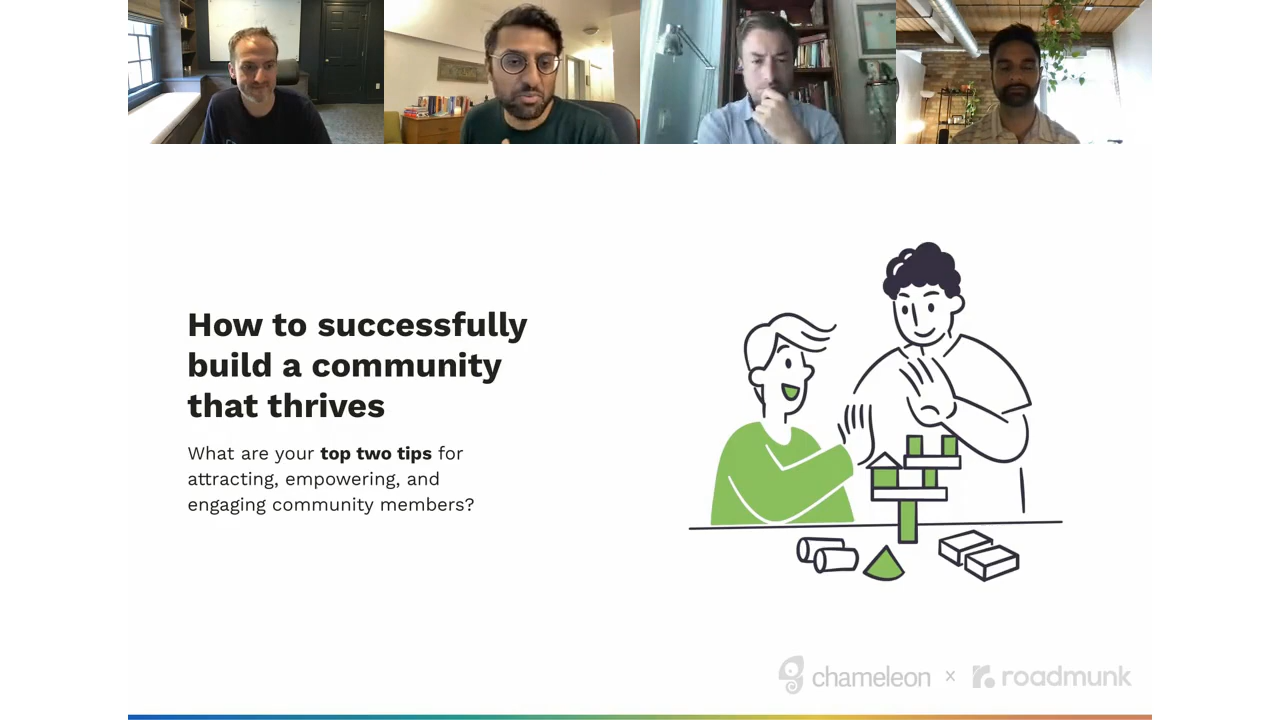 How to successfully
build a community
that thrives
What are your top two tips for
attracting, empowering, and
engaging community members?
chameleon × roadmunk